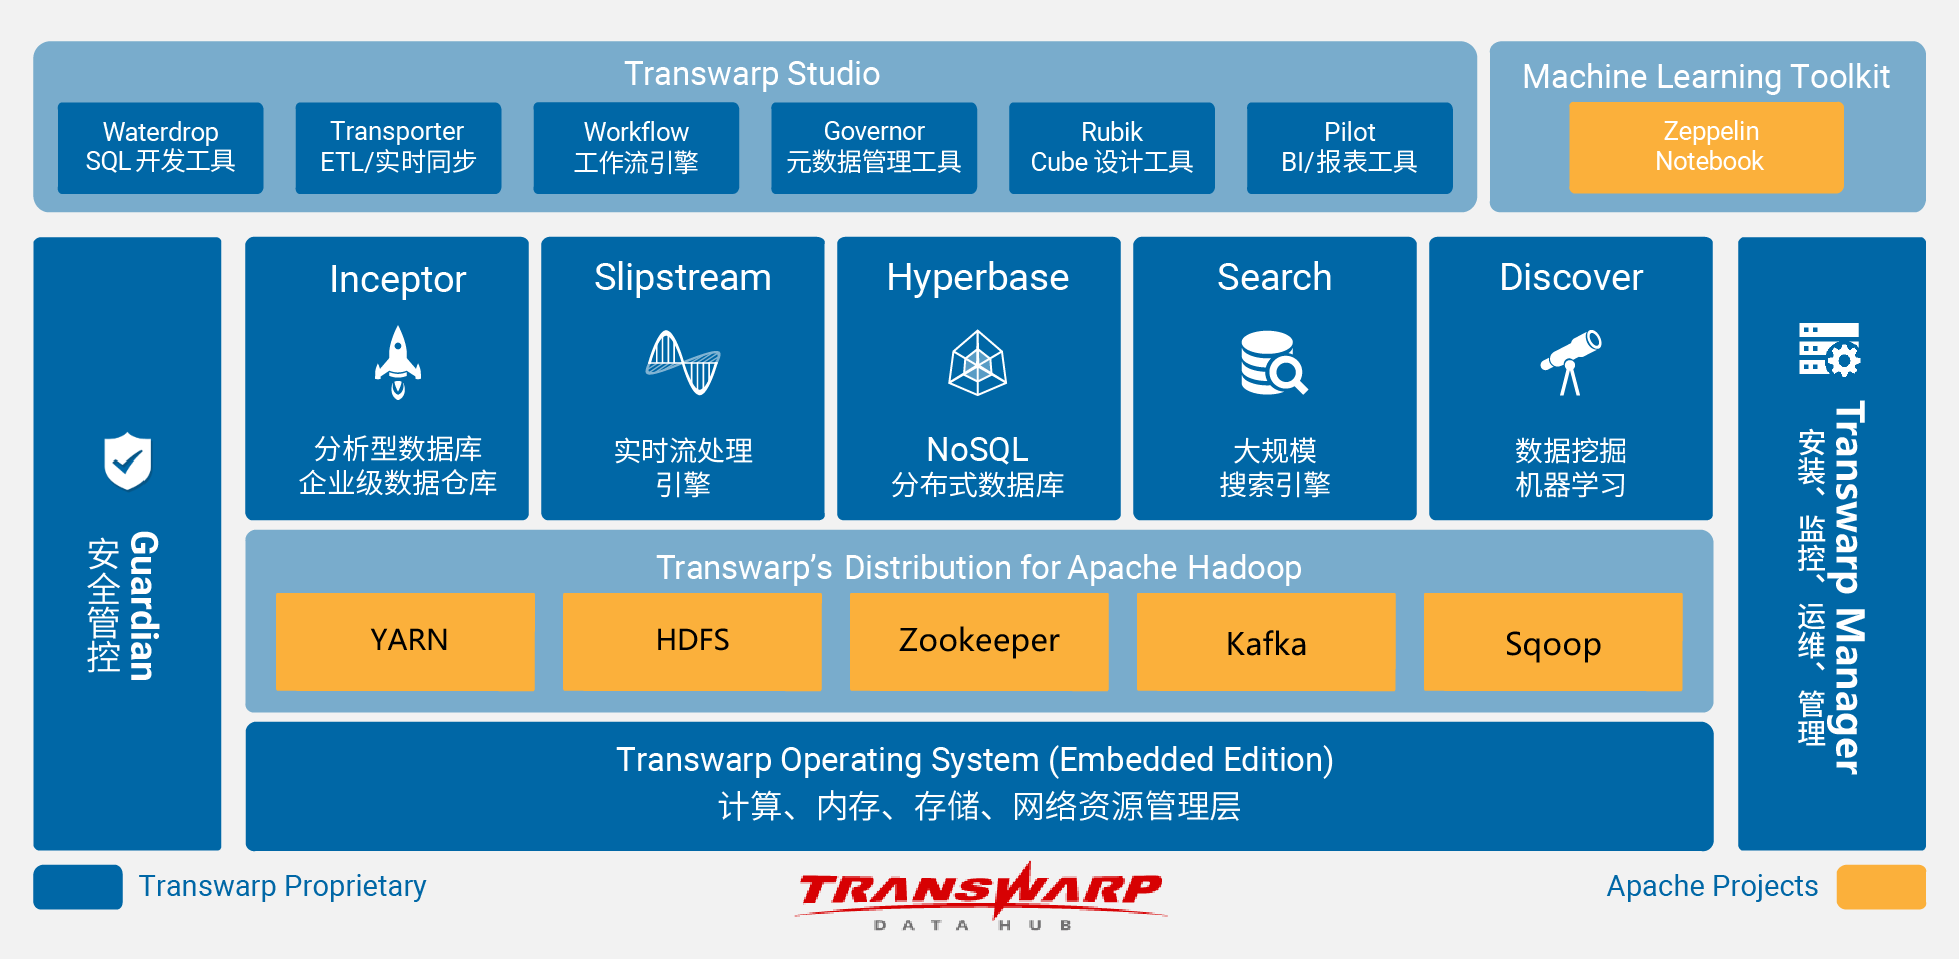 Transwarp Studio
Waterdrop
SQL 开发工具
Transporter
ETL/实时同步
Workflow
工作流引擎
Governor
元数据管理工具
Rubik
Cube 设计工具
Pilot
BI/报表工具
Machine Learning Toolkit
Zeppelin
Notebook
Guardian
安全管控
Inceptor
分析型数据库
企业级数据仓库
Slipstream
实时流处理
引擎
Hyperbase
NoSQL
分布式数据库
Search
大规模
搜索引擎
Discover
数据挖掘
机器学习
Transwarp Manager
安装、监控、运维、管理
Transwarp’s Distribution for Apache Hadoop
YARN
HDFS
Zookeeper
Kafka
Sqoop
Transwarp Operating System (Embedded Edition)
计算、内存、存储、网络资源管理层
Transwarp Proprietary
TRANSWARP
DATA HUB
Apache Projects